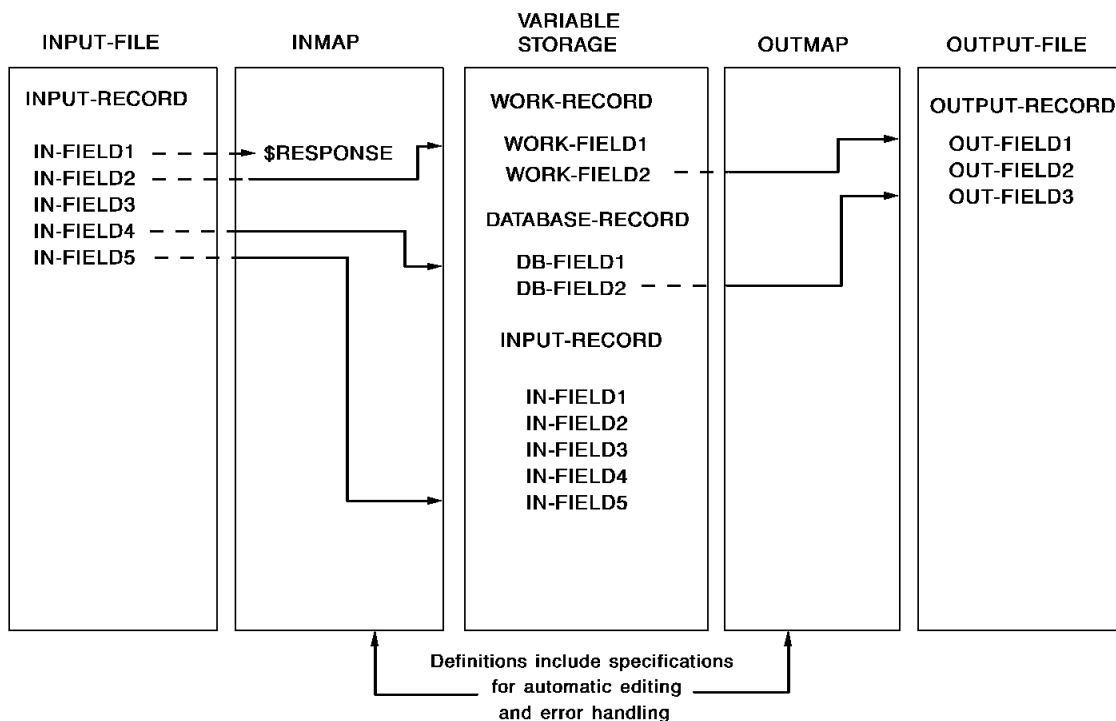 INPUT-FILE
INMAP
VARIABLE
STORAGE
OUTMAP
OUTPUT-FILE
INPUT-RECORD
IN-FIELD1
IN-FIELD2
IN-FIELD3
IN-FIELD4
IN-FIELD5
$RESPONSE
WORK-RECORD
WORK-FIELD1
WORK-FIELD2
DATABASE-RECORD
DB-FIELD1
DB-FIELD2
INPUT-RECORD
IN-FIELD1
IN-FIELD2
IN-FIELD3
IN-FIELD4
IN-FIELD5
OUTPUT-RECORD
OUT-FIELD1
OUT-FIELD2
OUT-FIELD3
Definitions include specifications
for automatic editing
and error handling